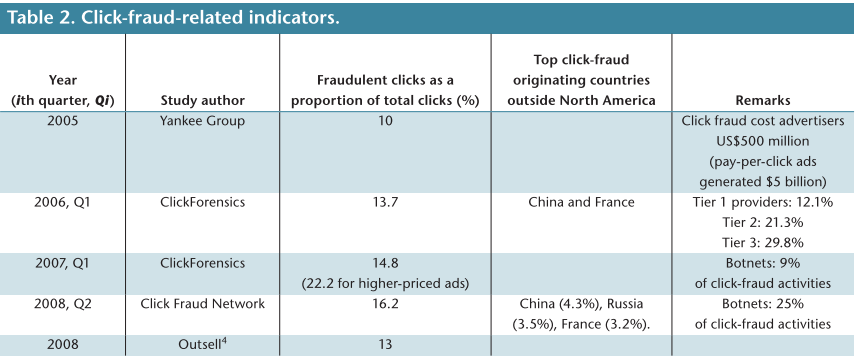 Table 2. Click-fraud-related indicators.
Year
(ith quarter, Qi)
Study author
Fraudulent clicks as a
proportion of total clicks (%)
Top click-fraud
originating countries
outside North America
Remarks
2005
Yankee Group
10
Click fraud cost advertisers
US$500 million
(pay-per-click ads
generated $5 billion)
2006, Q1
ClickForensics
13.7
China and France
Tier 1 providers: 12.1%
Tier 2: 21.3%
Tier 3: 29.8%
2007, Q1
ClickForensics
14.8
(22.2 for higher-priced ads)
Botnets: 9%
of click-fraud activities
2008, Q2
Click Fraud Network
16.2
China (4.3%), Russia
(3.5%), France (3.2%).
Botnets: 25%
of click-fraud activities
2008
Outsell4
13